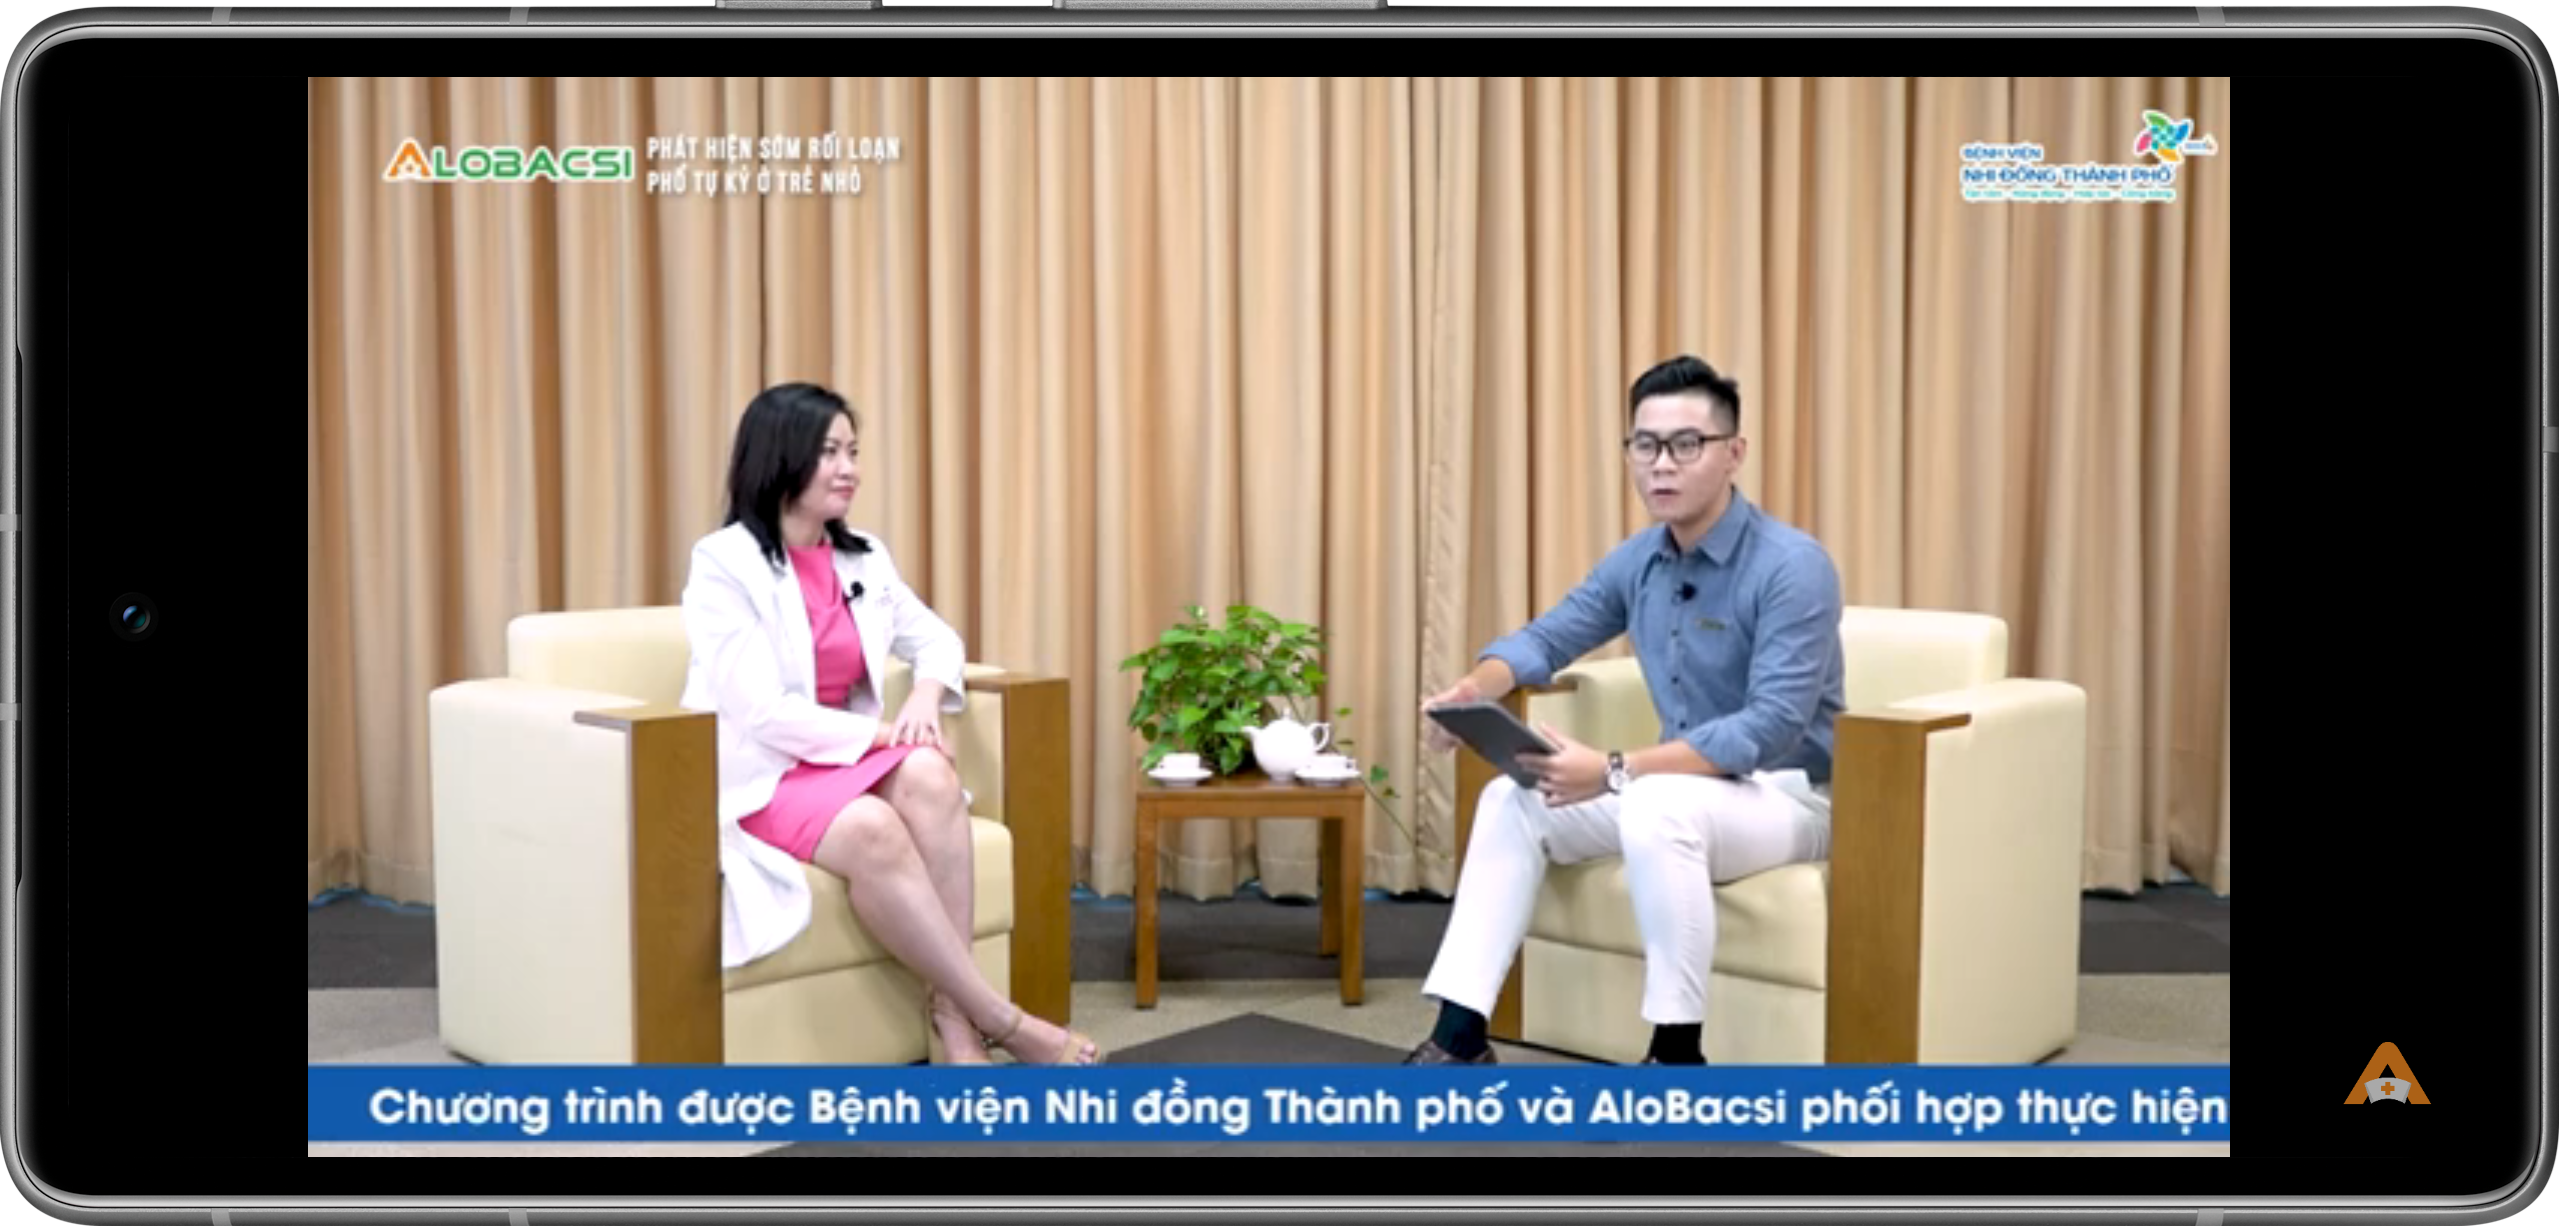 ALOBACSI
PHÁT HIỆN SỚM RỐI LOẠN
PHỔ TỰ KỶ Ở TRẺ NHỎ
BỆNH VIỆN
NHI ĐỒNG THÀNH PHỐ
Chương trình được Bệnh viện Nhi đồng Thành phố và AloBacsi phối hợp thực hiện